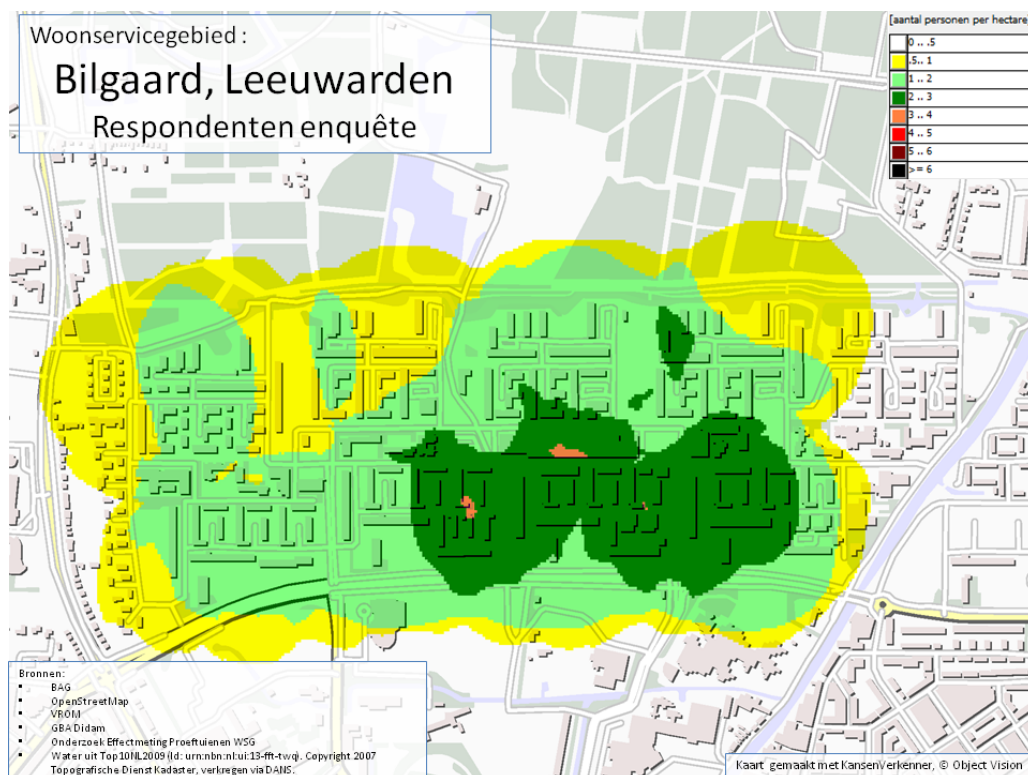 Woonservicegebied :
Bilgaard, Leeuwarden
Respondenten enquête
[aantal personen per hectare]
0 .. .5
.5.. 1
1 .. 2
2 .. 3
3 .. 4
4 .. 5
5 .. 6
>= 6
Bronnen:
▪ BAG
▪ OpenStreetMap
▪ VROM
▪ GBA Didam
▪ Onderzoek Effectmeting Proeftuienen WSG
▪ Water uit Top10NL2009 (Id: urn:nbn:nl:ui:13-fft-twq). Copyright 2007
Topografische Dienst Kadaster, verkregen via DANS.
Kaart gemaakt met KansenVerkenner, © Object Vision